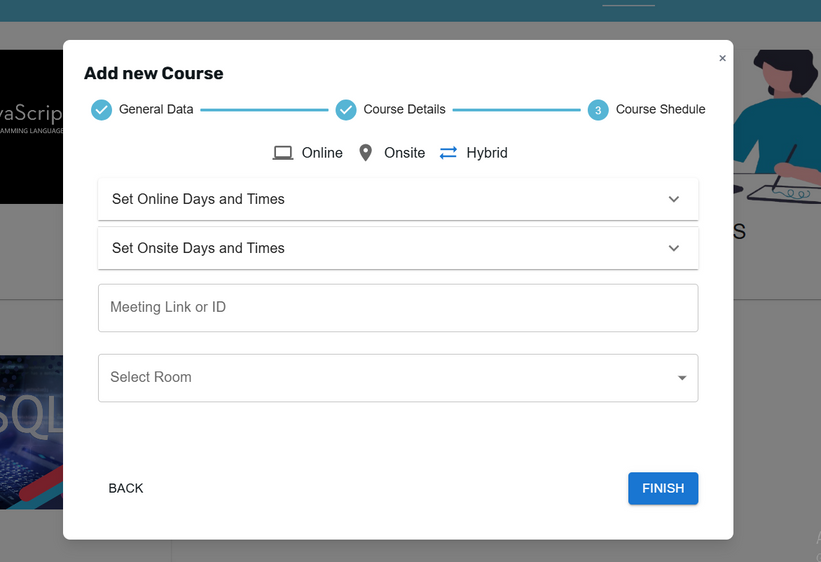 Add new Course
General Data
Course Details
3
Course Shedule
Online
Onsite
Hybrid
Set Online Days and Times
Set Onsite Days and Times
Meeting Link or ID
Select Room
BACK
FINISH
vaScrip
AMMING LANGUAGE
S
SQL